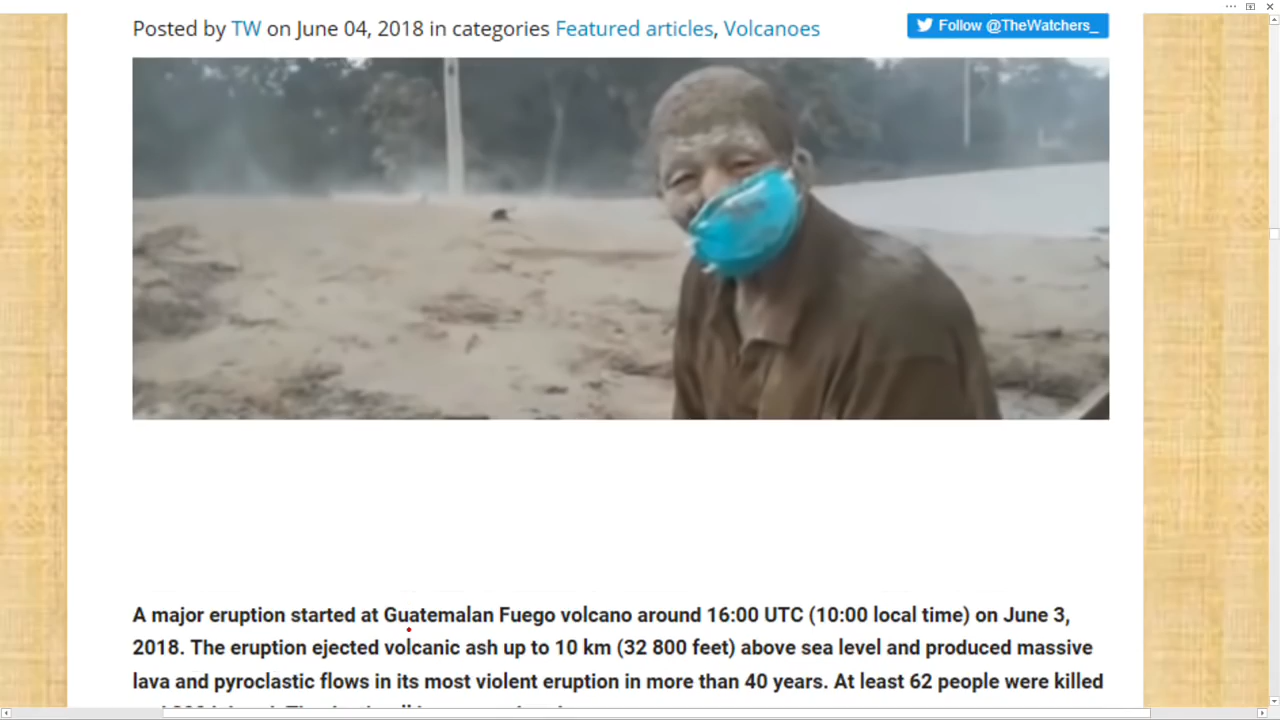 Posted by TW on June 04, 2018 in categories Featured articles, Volcanoes
Follow @TheWatchers_
A major eruption started at Guatemalan Fuego volcano around 16:00 UTC (10:00 local time) on June 3,
2018. The eruption ejected volcanic ash up to 10 km (32 800 feet) above sea level and produced massive
lava and pyroclastic flows in its most violent eruption in more than 40 years. At least 62 people were killed